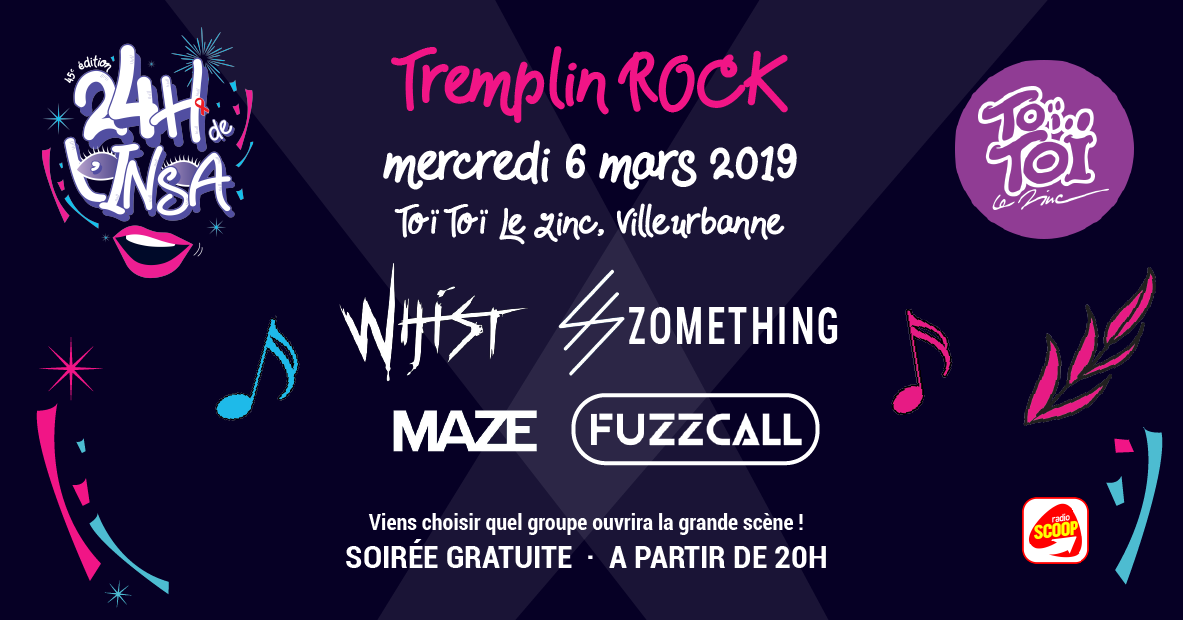 45e édition
24H de
L'INSA
Tremplin ROCK
mercredi 6 mars 2019
Toï Toï Le Zinc, Villeurbanne
TOÏ...
TOÏ
Le Zinc
WHIST
ZOMETHING
MAZE
FUZZCALL
Viens choisir quel groupe ouvrira la grande scène !
SOIRÉE GRATUITE · A PARTIR DE 20H
radio
SCOOP